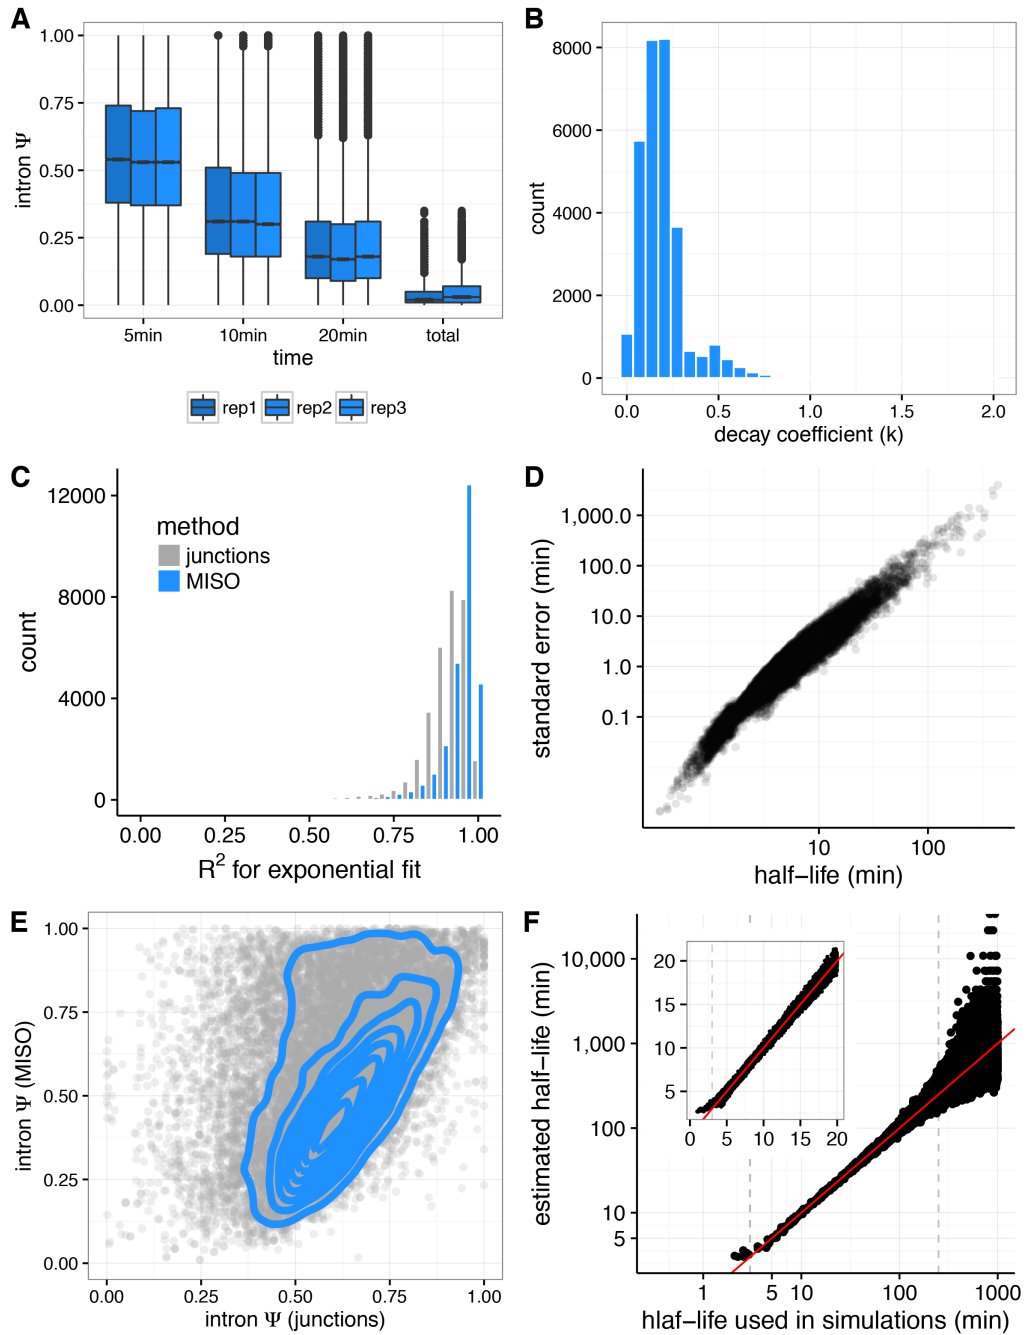 A
1.00
0.75
0.50
0.25
0.00
intron Ψ
5min
10min
20min
total
time
rep1
rep2
rep3
B
8000
6000
4000
2000
0
count
0.0
0.5
1.0
1.5
2.0
decay coefficient (k)
C
12000
8000
4000
0
count
method
junctions
MISO
0.00
0.25
0.50
0.75
1.00
R² for exponential fit
D
1,000.0
100.0
10.0
1.0
0.1
standard error (min)
10
100
half−life (min)
E
1.00
0.75
0.50
0.25
0.00
intron Ψ (MISO)
0.00
0.25
0.50
0.75
1.00
intron Ψ (junctions)
F
10,000
1,000
100
10
5
estimated half−life (min)
20
15
10
5
0
5
10
15
20
1
5
10
100
1000
hlaf−life used in simulations (min)